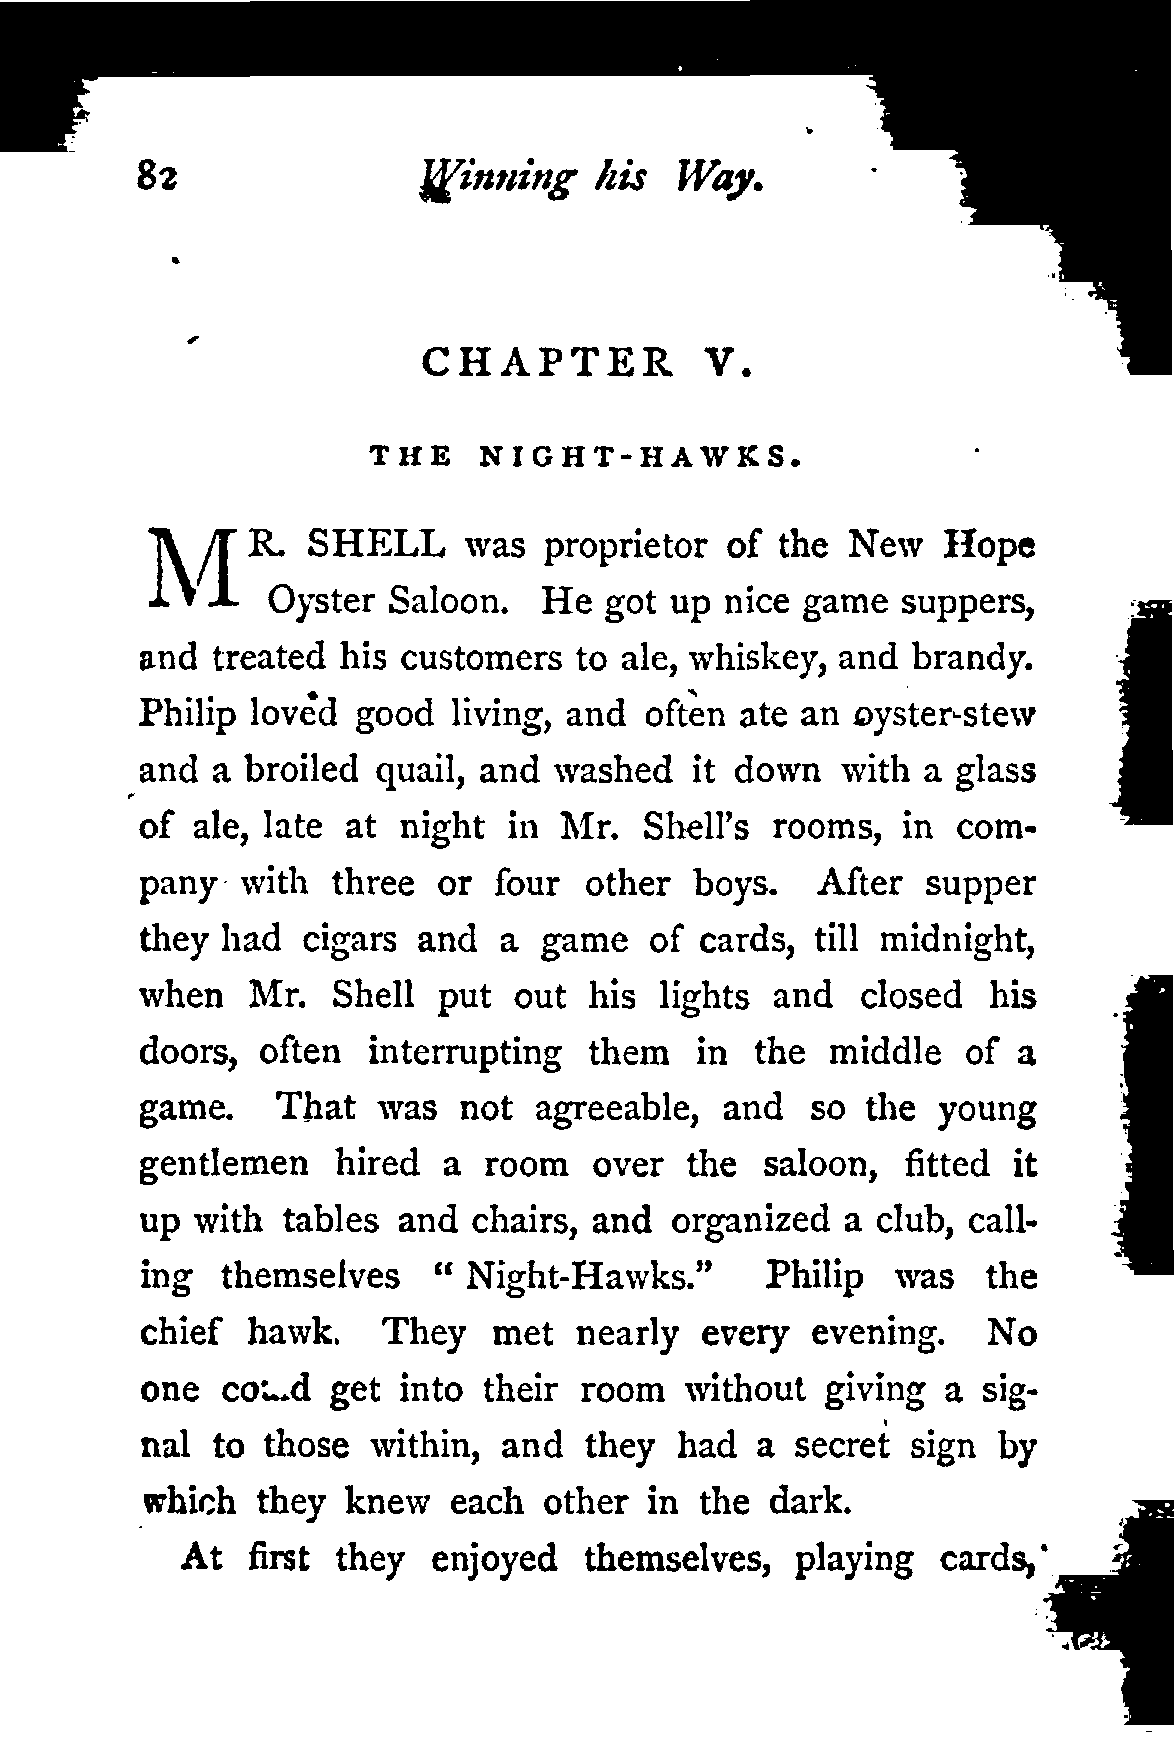 82 Winning his Way.
CHAPTER V.
THE NIGHT-HAWKS.
MR. SHELL was proprietor of the New Hope
Oyster Saloon. He got up nice game suppers,
and treated his customers to ale, whiskey, and brandy.
Philip loved good living, and often ate an oyster-stew
and a broiled quail, and washed it down with a glass
of ale, late at night in Mr. Shell's rooms, in com-
pany with three or four other boys. After supper
they had cigars and a game of cards, till midnight,
when Mr. Shell put out his lights and closed his
doors, often interrupting them in the middle of a
game. That was not agreeable, and so the young
gentlemen hired a room over the saloon, fitted it
up with tables and chairs, and organized a club, call-
ing themselves “ Night-Hawks.” Philip was the
chief hawk. They met nearly every evening. No
one could get into their room without giving a sig-
nal to those within, and they had a secret sign by
which they knew each other in the dark.
At first they enjoyed themselves, playing cards,